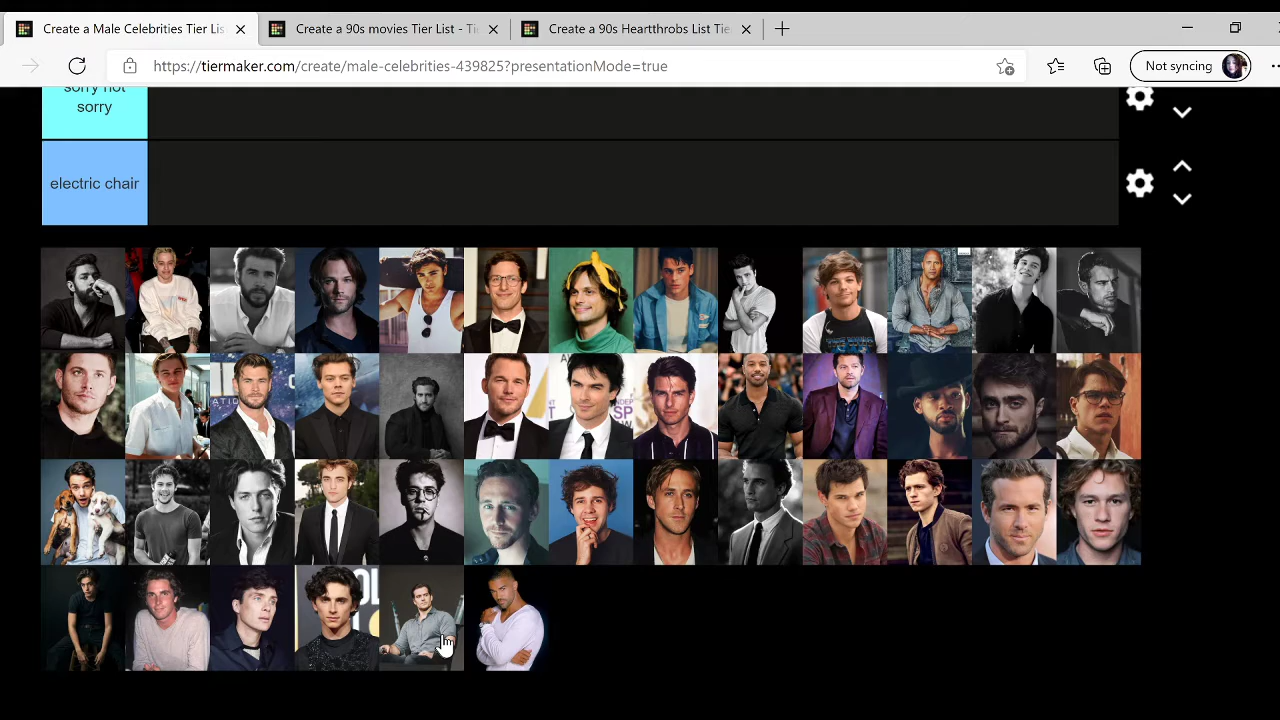 Create a Male Celebrities Tier Lis
Create a 90s movies Tier List - Ti
Create a 90s Heartthrobs List Tie
https://tiermaker.com/create/male-celebrities-439825?presentationMode=true
Not syncing
sorry not
sorry
electric chair